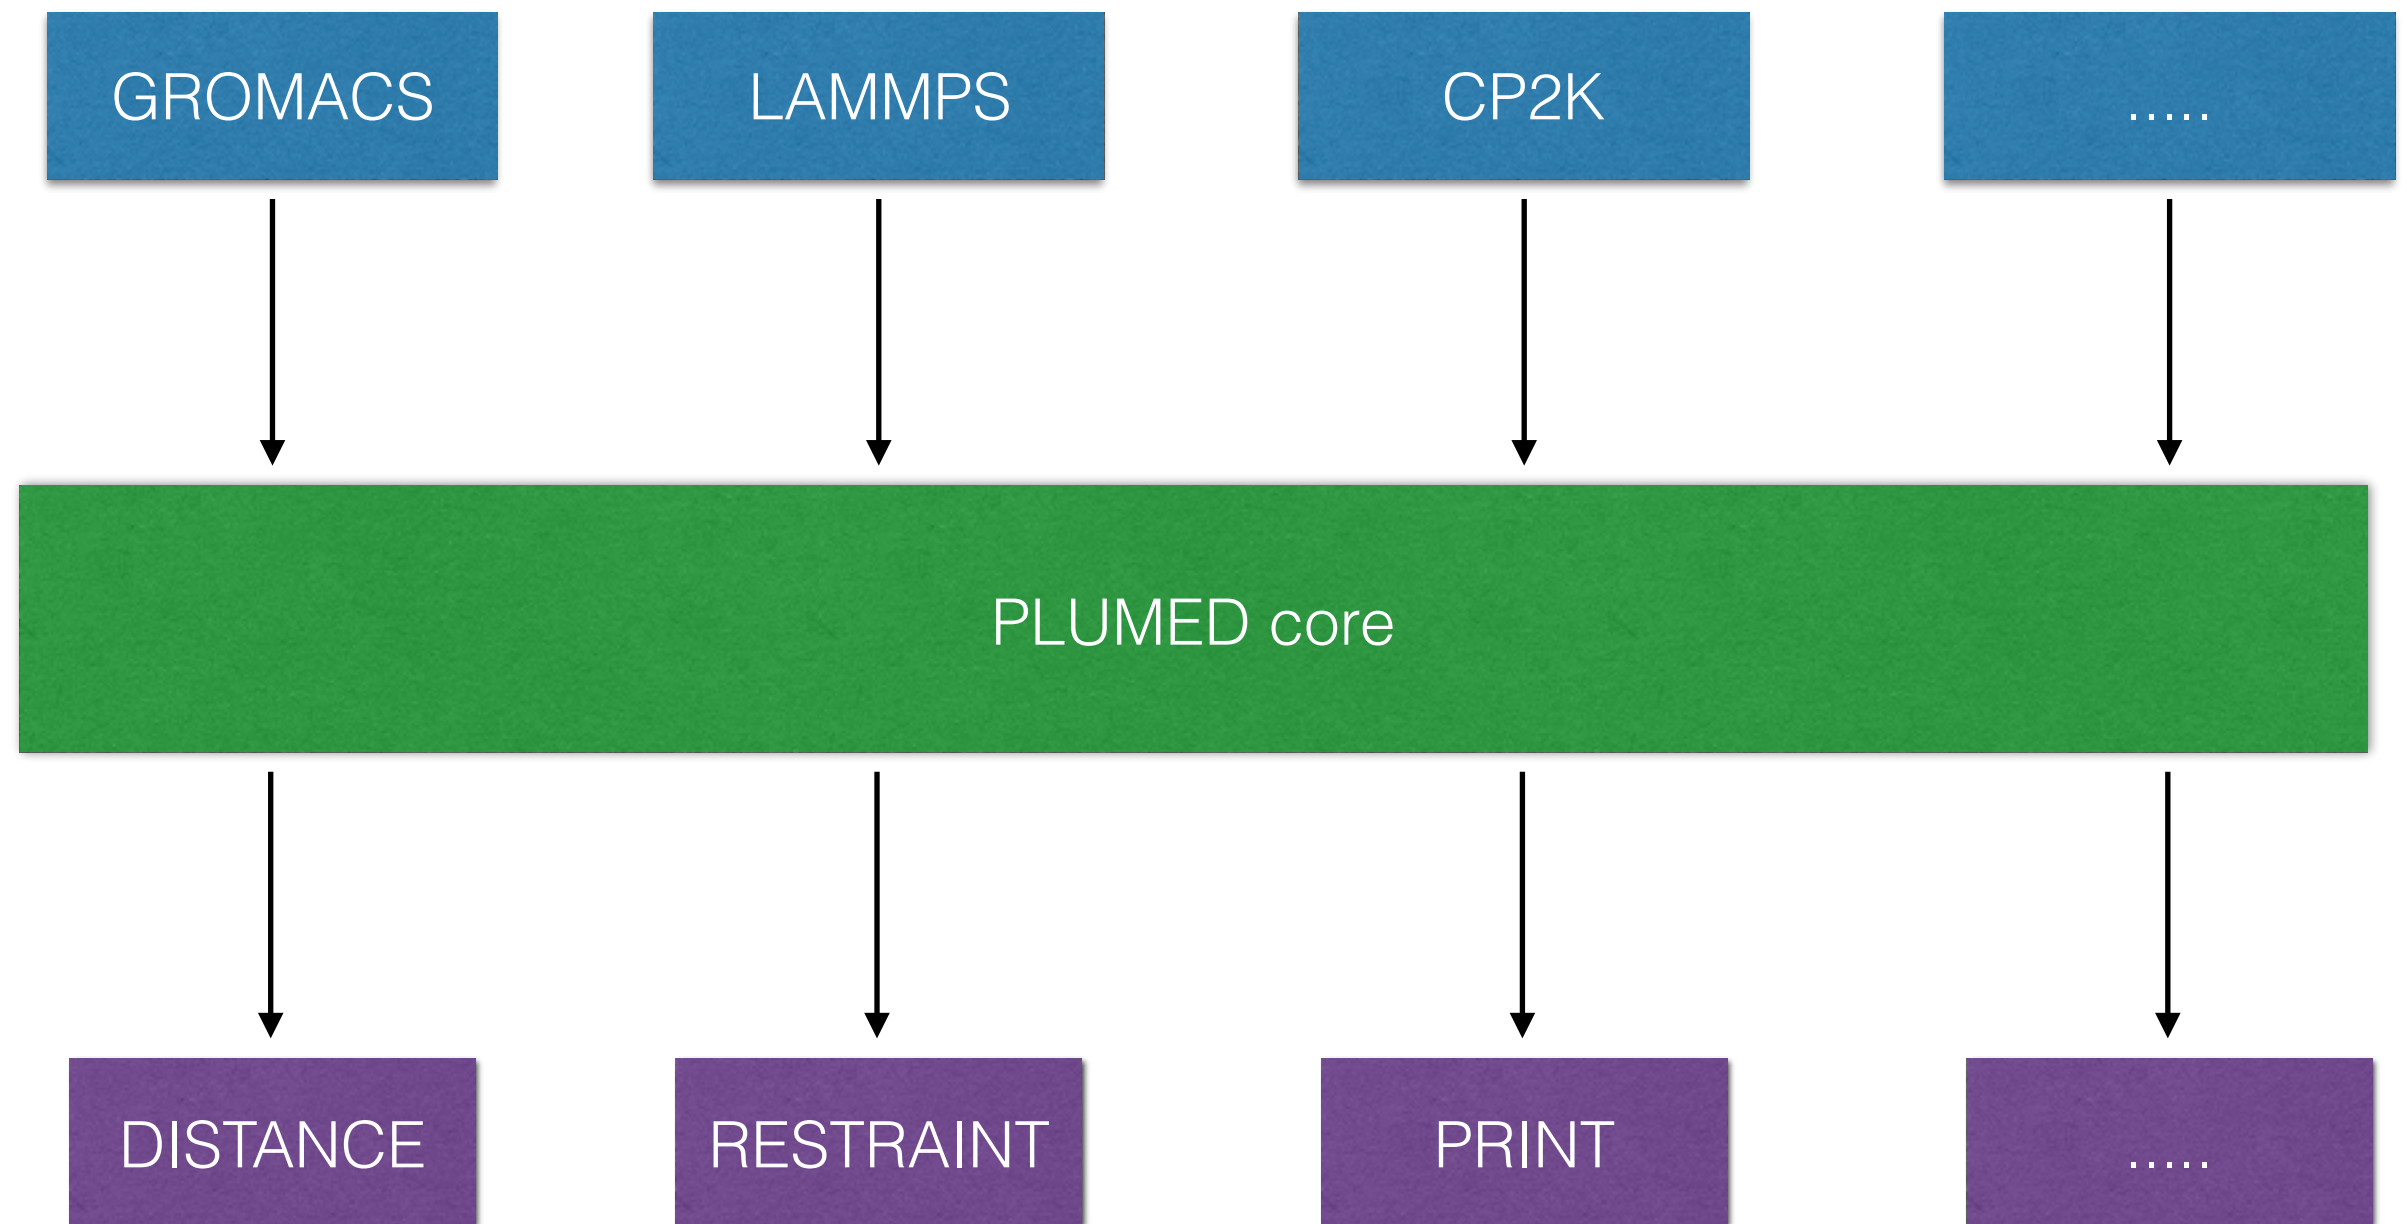 GROMACS
LAMMPS
CP2K
.....
PLUMED core
DISTANCE
RESTRAINT
PRINT
.....